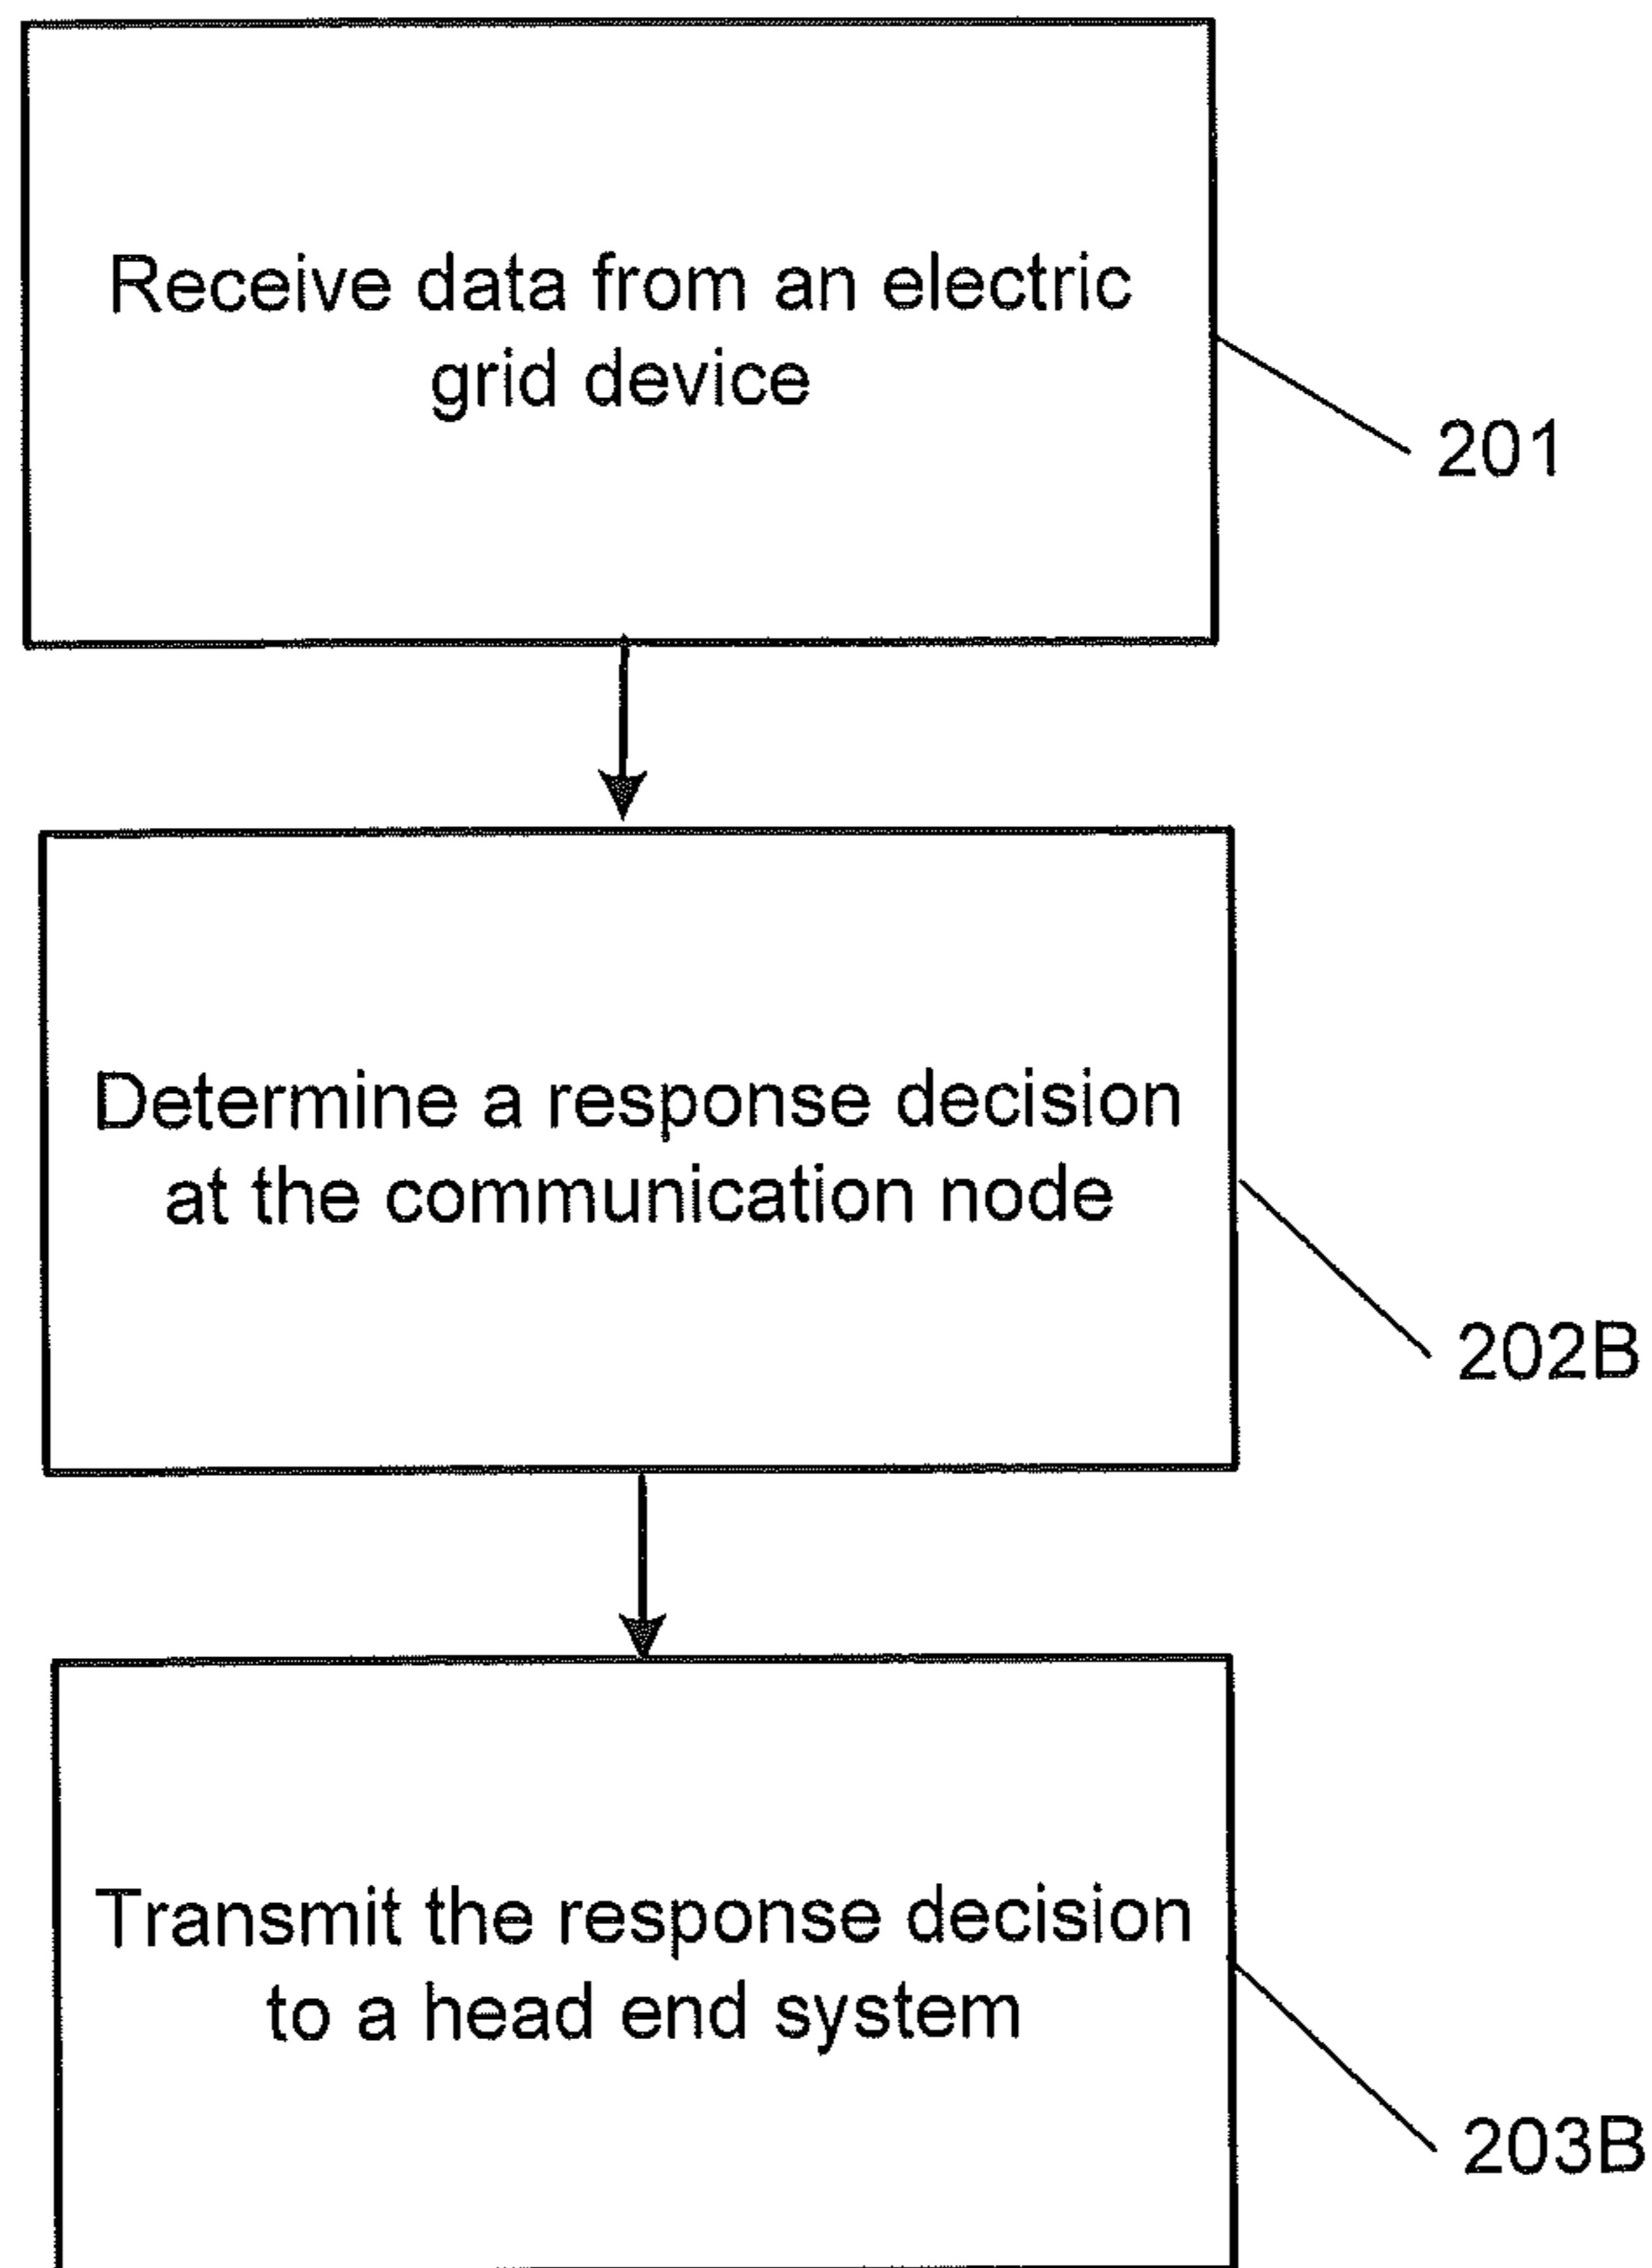 Receive data from an electric
grid device
201
Determine a response decision
at the communication node
202B
Transmit the response decision
to a head end system
203B